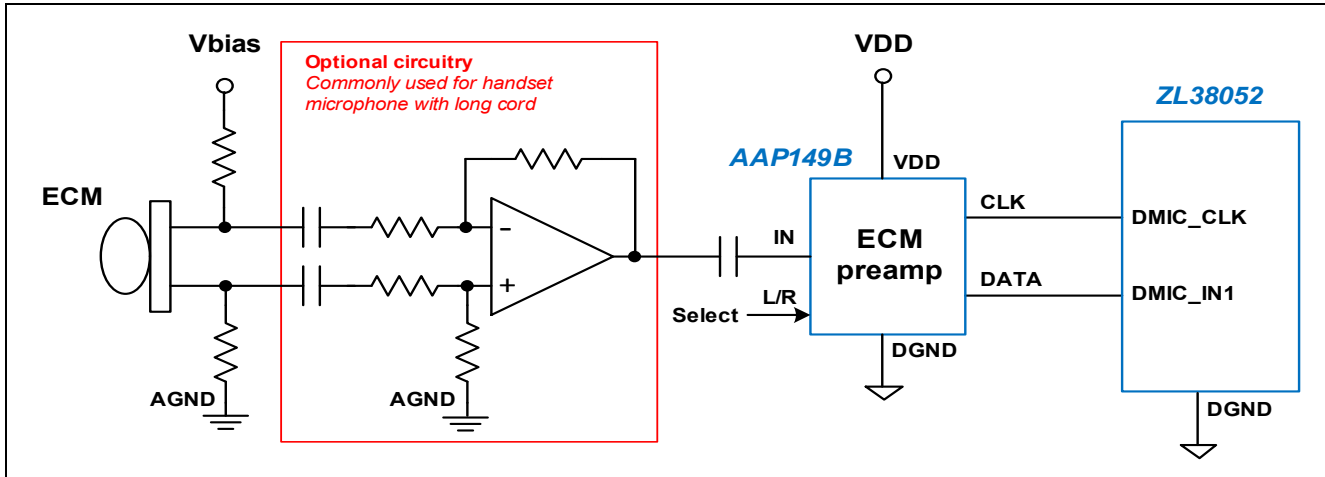 Vbias
Optional circuitry
Commonly used for handset
microphone with long cord
VDD
ZL38052
AAP149B
VDD
ECM
CLK
DMIC_CLK
-
IN
ECM
preamp
+
DATA
DMIC_IN1
L/R
Select
DGND
AGND
AGND
DGND